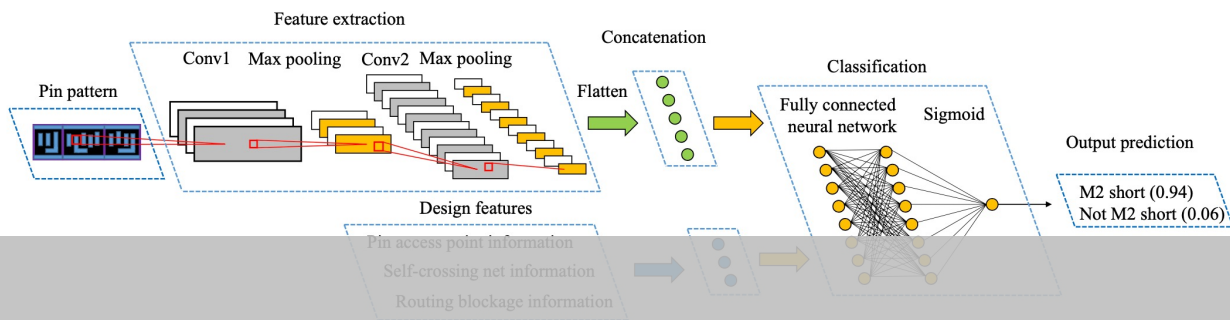 Feature extraction
Concatenation
Conv1 Max pooling Conv2 Max pooling
Classification
Pin pattern
Flatten
Fully connected
neural network
Sigmoid
Output prediction
M2 short (0.94)
Not M2 short (0.06)
Design features
Pin access point information
Self-crossing net information
Routing blockage information